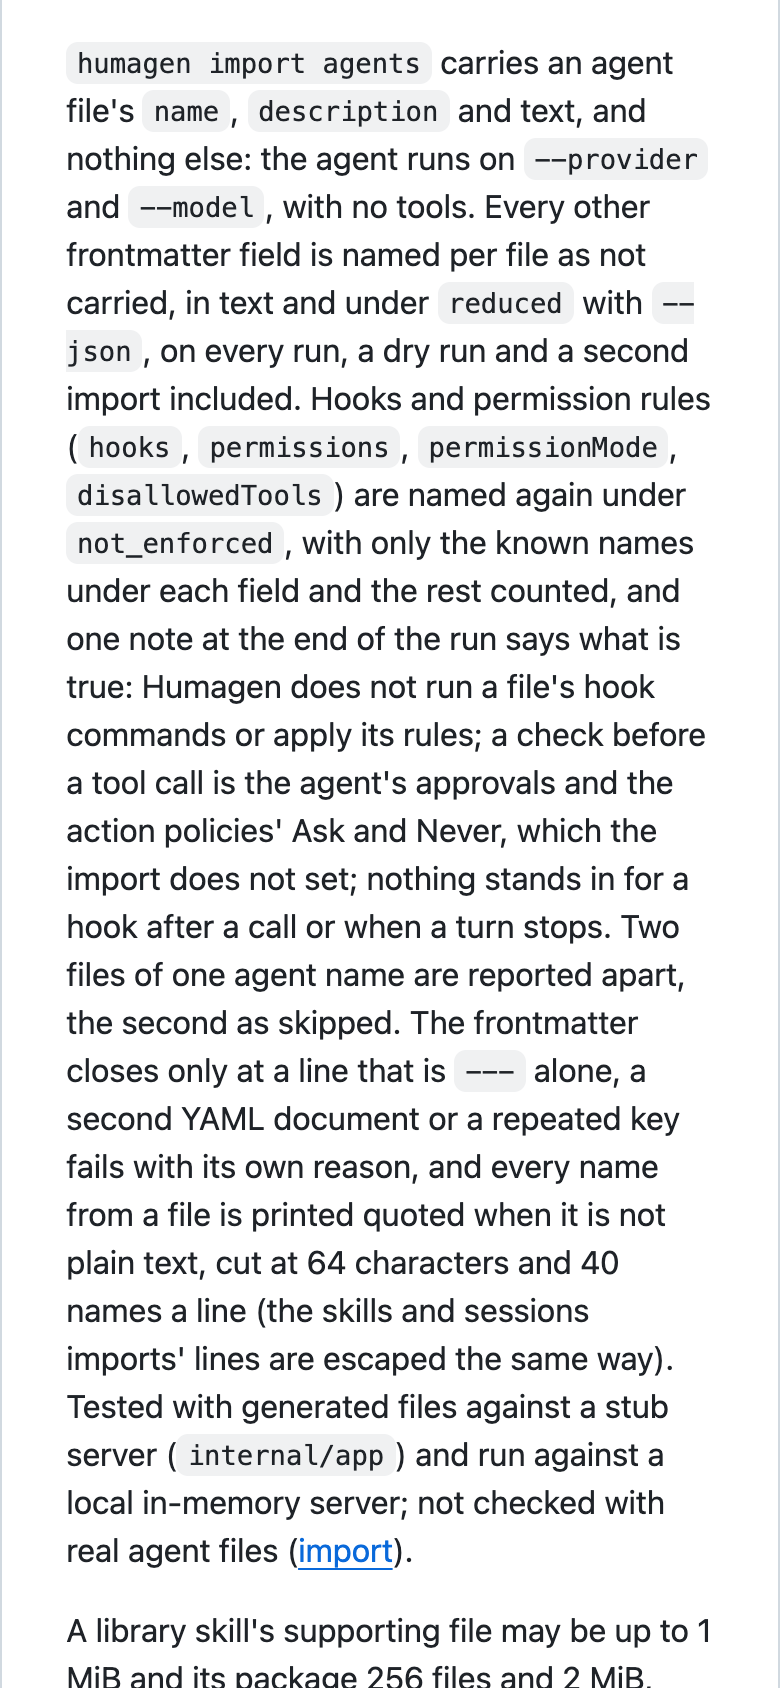 humagen import agents carries an agent
file's name, description and text, and
nothing else: the agent runs on --provider
and --model, with no tools. Every other
frontmatter field is named per file as not
carried, in text and under reduced with --
json, on every run, a dry run and a second
import included. Hooks and permission rules
(hooks, permissions, permissionMode,
disallowedTools) are named again under
not_enforced, with only the known names
under each field and the rest counted, and
one note at the end of the run says what is
true: Humagen does not run a file's hook
commands or apply its rules; a check before
a tool call is the agent's approvals and the
action policies' Ask and Never, which the
import does not set; nothing stands in for a
hook after a call or when a turn stops. Two
files of one agent name are reported apart,
the second as skipped. The frontmatter
closes only at a line that is --- alone, a
second YAML document or a repeated key
fails with its own reason, and every name
from a file is printed quoted when it is not
plain text, cut at 64 characters and 40
names a line (the skills and sessions
imports' lines are escaped the same way).
Tested with generated files against a stub
server (internal/app) and run against a
local in-memory server; not checked with
real agent files (import).
A library skill's supporting file may be up to 1
MiB and its package 256 files and 2 MiB.